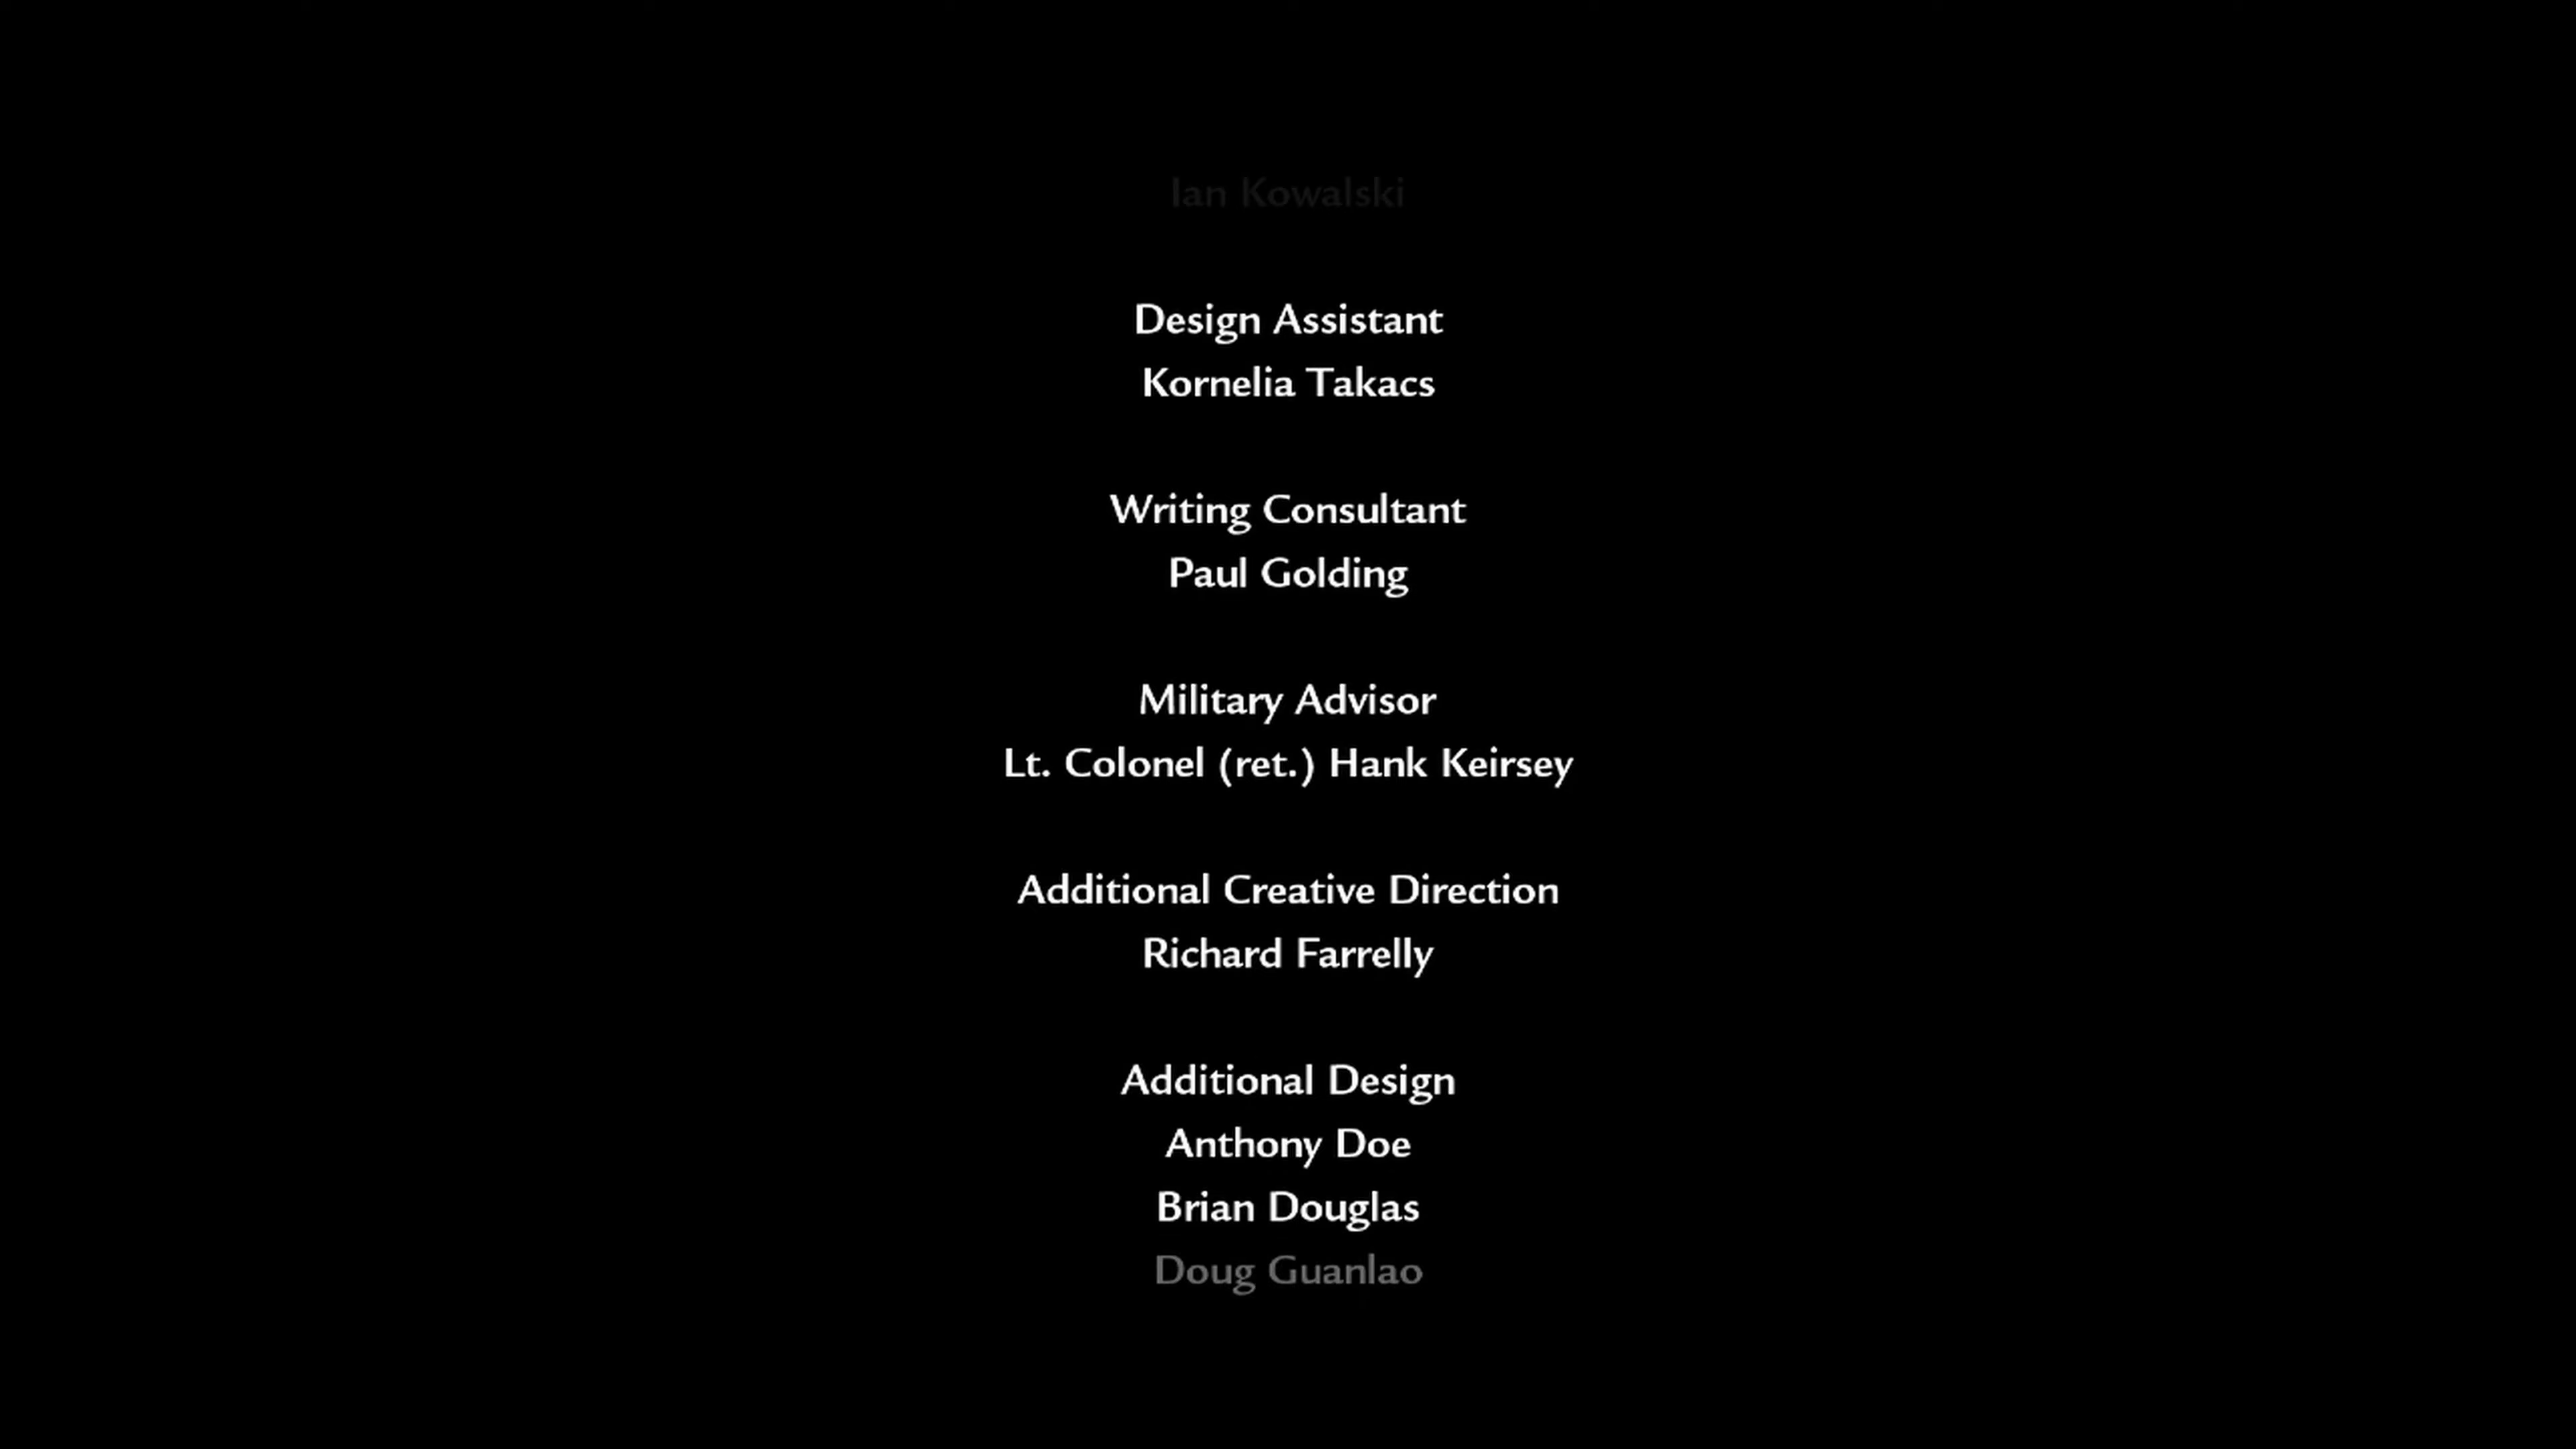 Ian Kowalski
Design Assistant
Kornelia Takacs
Writing Consultant
Paul Golding
Military Advisor
Lt. Colonel (ret.) Hank Keirsey
Additional Creative Direction
Richard Farrelly
Additional Design
Anthony Doe
Brian Douglas
Doug Guanlao